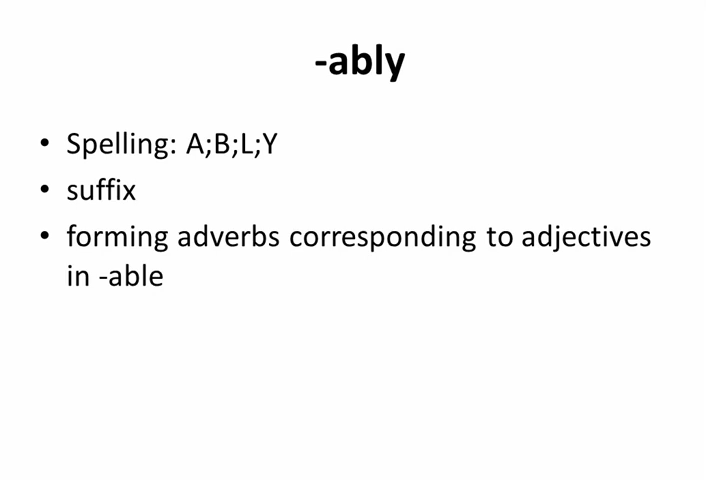 -ably
• Spelling: A;B;L;Y
• suffix
• forming adverbs corresponding to adjectives
in -able